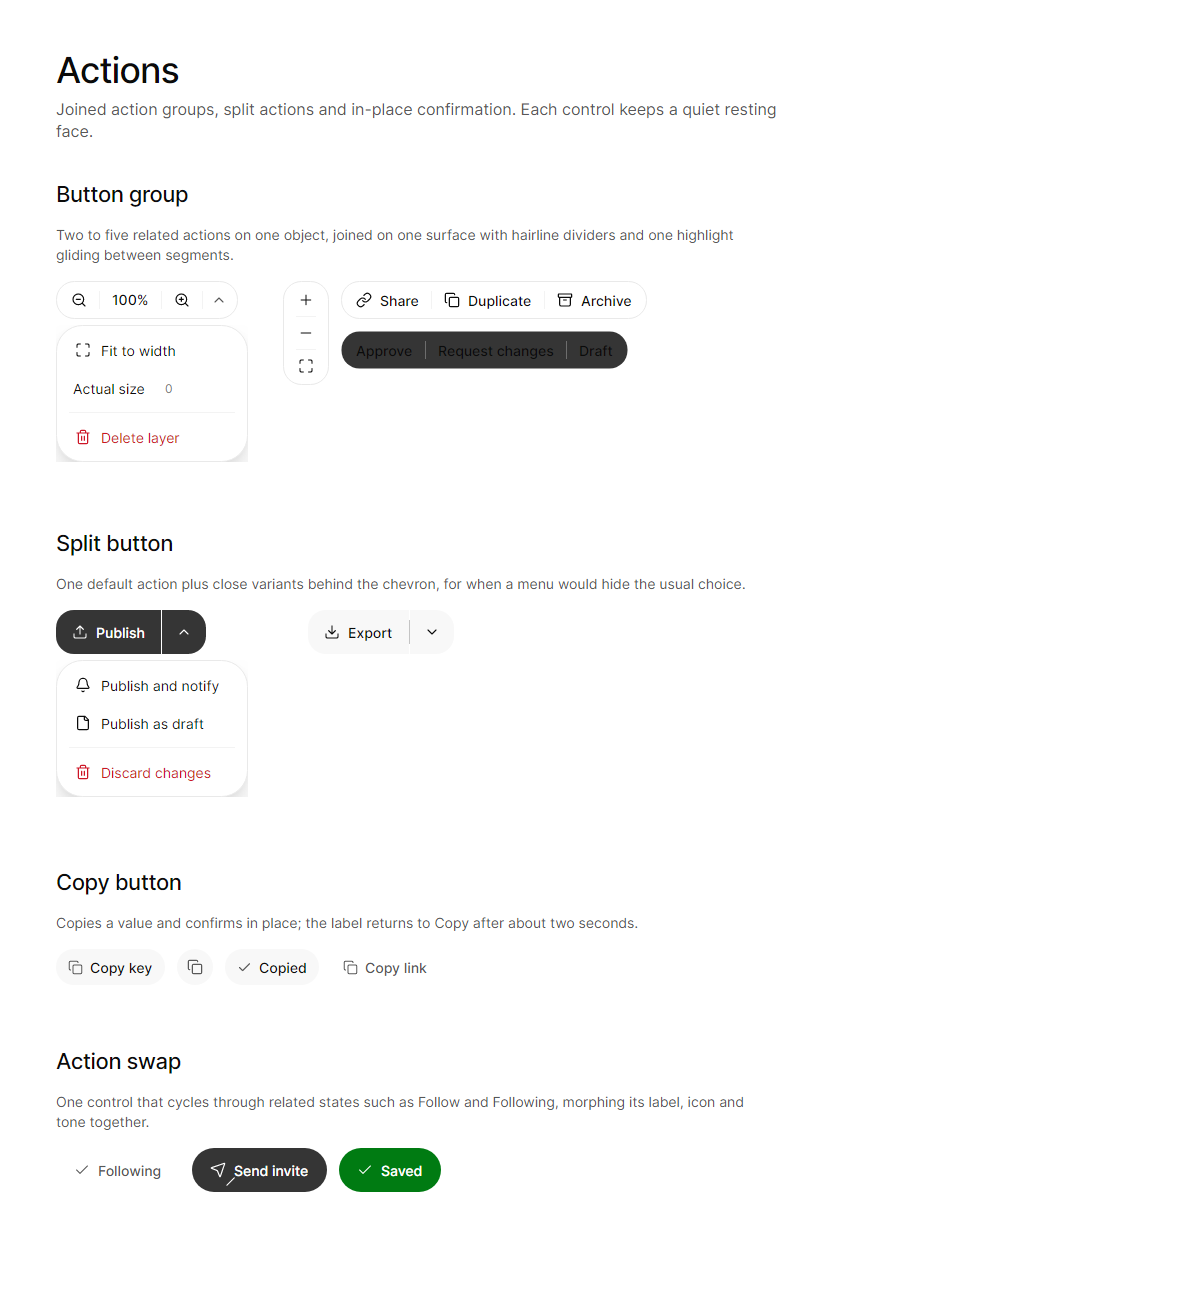 Actions
Joined action groups, split actions and in-place confirmation. Each control keeps a quiet resting
face.
Button group
Two to five related actions on one object, joined on one surface with hairline dividers and one highlight
gliding between segments.
100%
Share Duplicate Archive
Fit to width
Actual size 0
Delete layer
Approve Request changes Draft
Split button
One default action plus close variants behind the chevron, for when a menu would hide the usual choice.
Publish
Export
Publish and notify
Publish as draft
Discard changes
Copy button
Copies a value and confirms in place; the label returns to Copy after about two seconds.
Copy key
Copied
Copy link
Action swap
One control that cycles through related states such as Follow and Following, morphing its label, icon and
tone together.
Following
Send invite
Saved